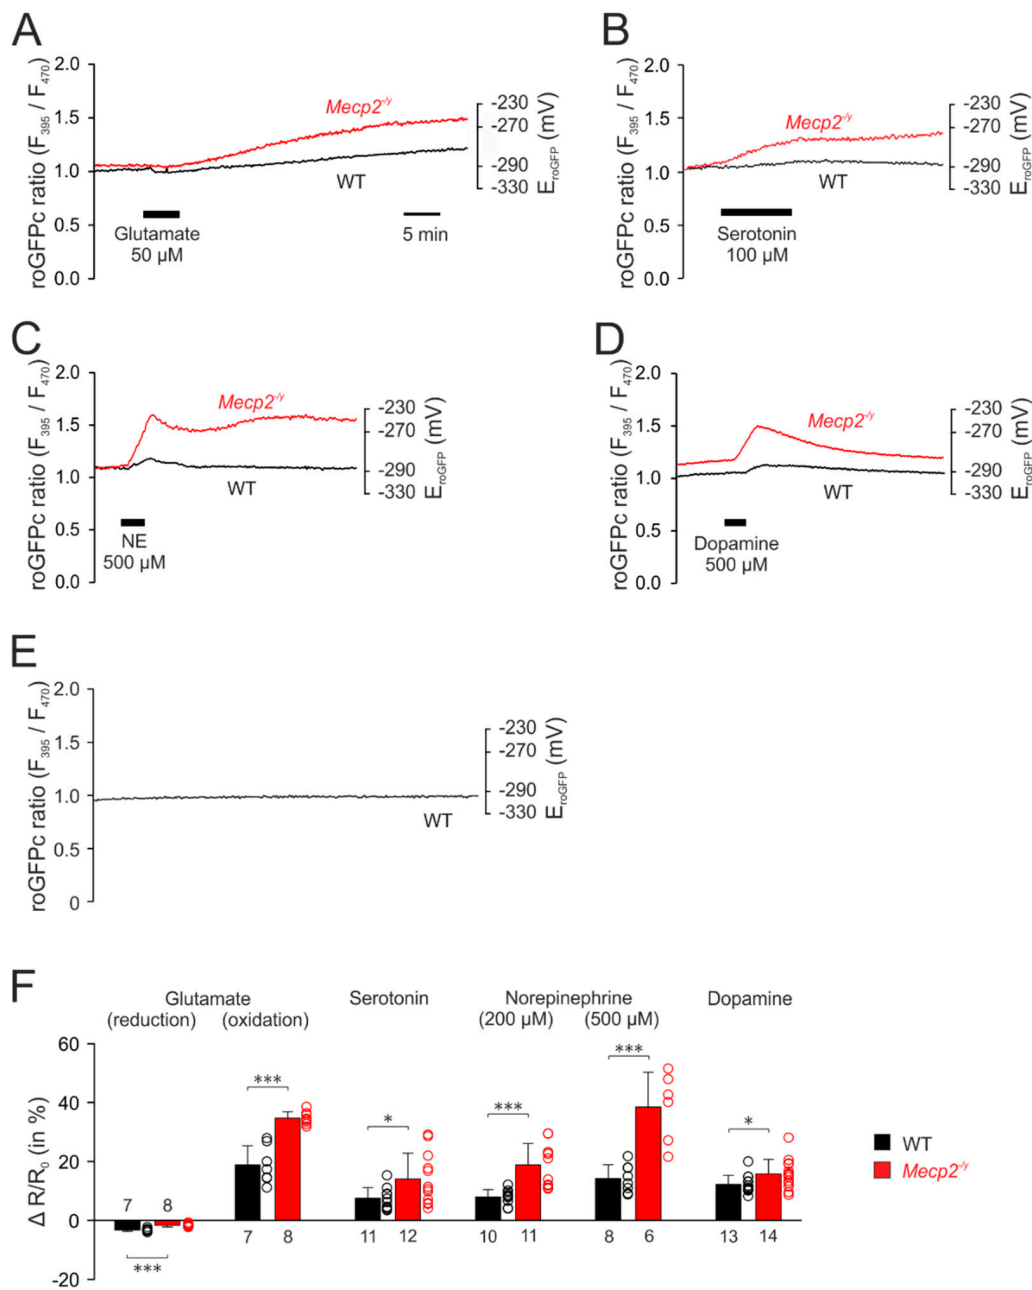 A
roGFPc ratio (F395 / F470)
2.0
1.5
1.0
0.5
0.0
Mecp2-/y
WT
Glutamate
50 µM
5 min
-230
-270
-290
-330
EroGFP (mV)
B
roGFPc ratio (F395 / F470)
2.0
1.5
1.0
0.5
0.0
Mecp2-/y
WT
Serotonin
100 µM
-230
-270
-290
-330
EroGFP (mV)
C
roGFPc ratio (F395 / F470)
2.0
1.5
1.0
0.5
0.0
Mecp2-/y
WT
NE
500 µM
-230
-270
-290
-330
EroGFP (mV)
D
roGFPc ratio (F395 / F470)
2.0
1.5
1.0
0.5
0.0
Mecp2-/y
WT
Dopamine
500 µM
-230
-270
-290
-330
EroGFP (mV)
E
roGFPc ratio (F395 / F470)
2.0
1.5
1.0
0.5
0
WT
-230
-270
-290
-330
EroGFP (mV)
F
Glutamate Serotonin Norepinephrine Dopamine
(reduction) (oxidation) (200 µM) (500 µM)
Δ R/R0 (in %)
60
40
20
0
-20
*** * *** *** *
7 8
7 8 11 12 10 11 8 6 13 14
***
WT
Mecp2-/y